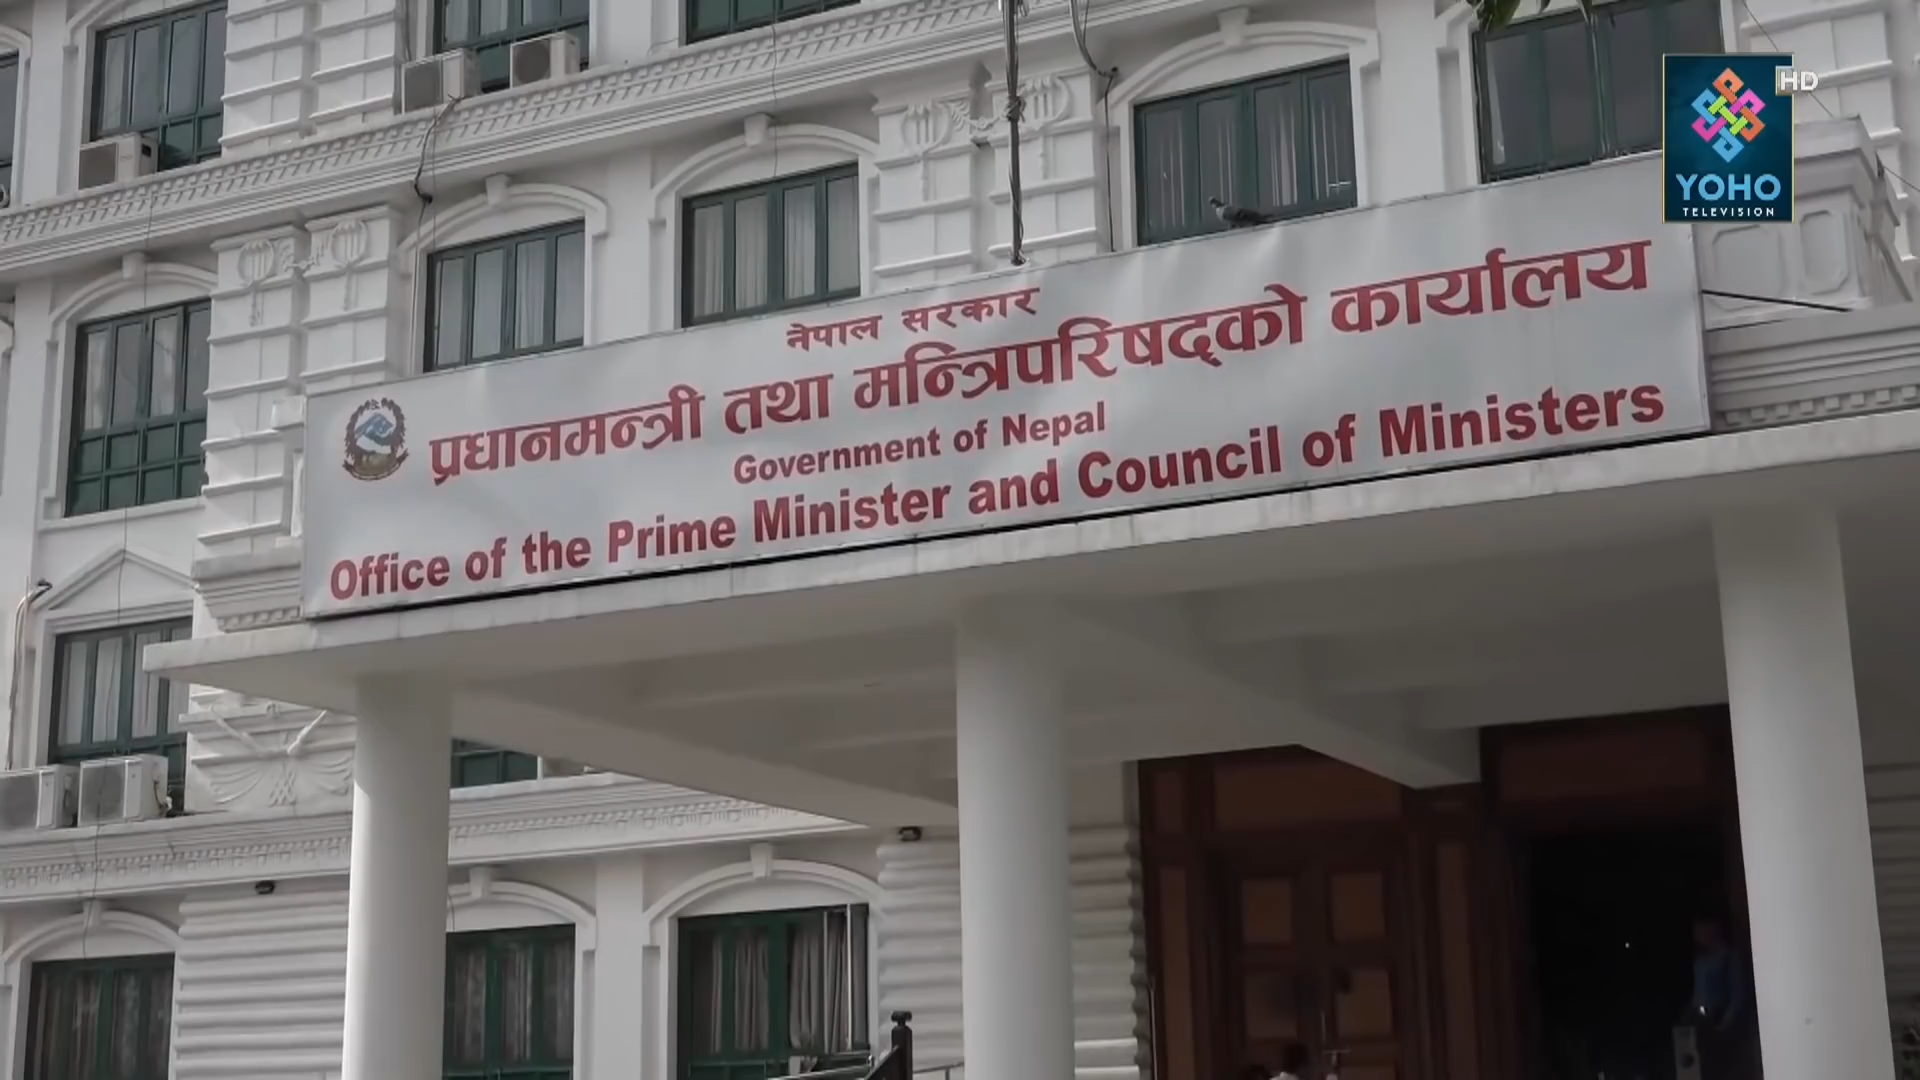 HD
YOHO
TELEVISION
नेपाल सरकार
प्रधानमन्त्री तथा मन्त्रिपरिषद्को कार्यालय
Government of Nepal
Office of the Prime Minister and Council of Ministers